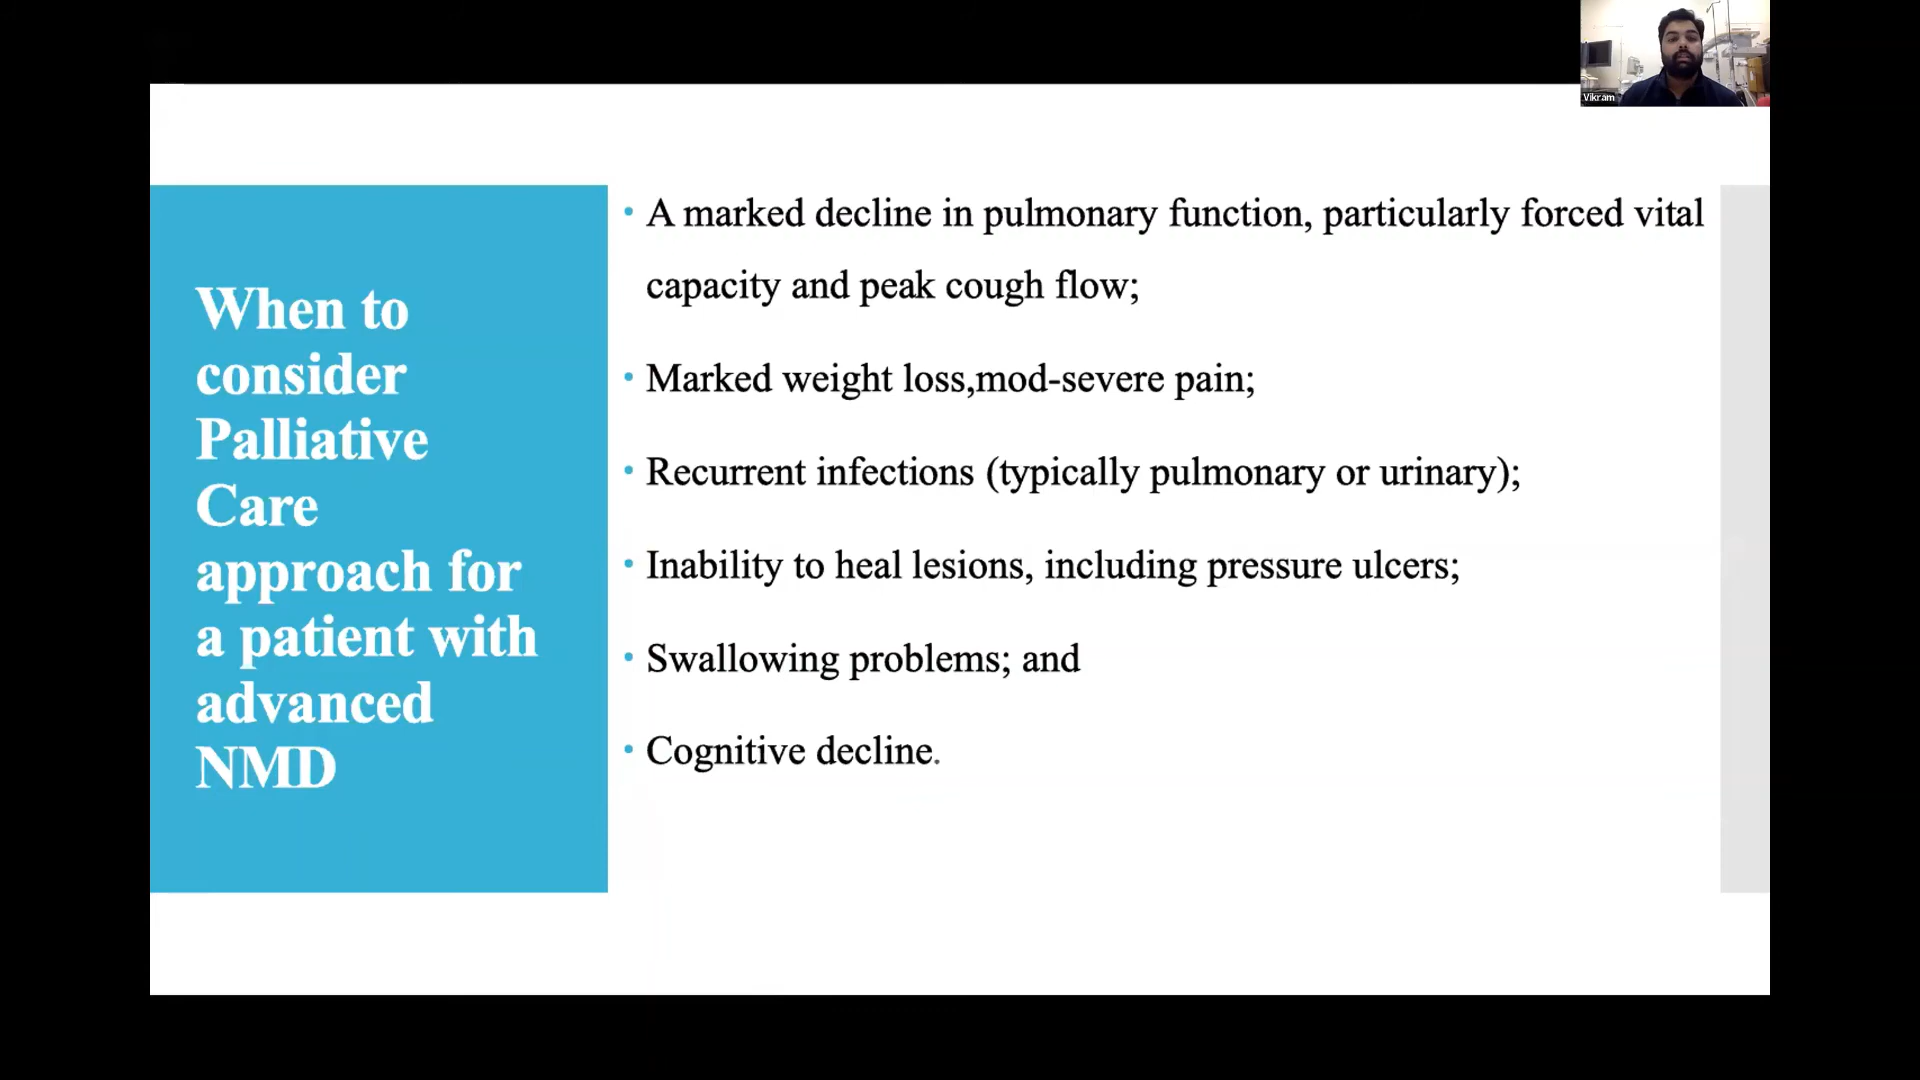 Vikram
When to
consider
Palliative
Care
approach for
a patient with
advanced
NMD
• A marked decline in pulmonary function, particularly forced vital
capacity and peak cough flow;
• Marked weight loss,mod-severe pain;
• Recurrent infections (typically pulmonary or urinary);
• Inability to heal lesions, including pressure ulcers;
• Swallowing problems; and
• Cognitive decline.